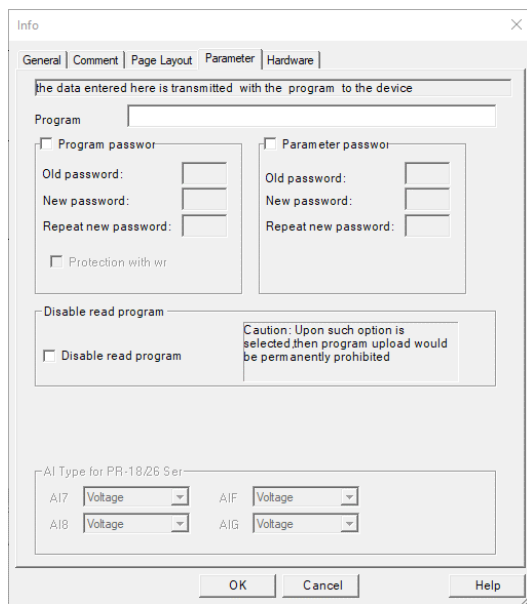 Info
General Comment Page Layout Parameter Hardware
the data entered here is transmitted with the program to the device
Program
Program passwor Parameter passwor
Old password: Old password:
New password: New password:
Repeat new password: Repeat new password:
Protection with wr
Disable read program
Disable read program
Caution: Upon such option is
selected,then program upload would
be permanently prohibited
AI Type for PR-18/26 Ser
AI7 Voltage AIF Voltage
AI8 Voltage AIG Voltage
OK Cancel Help